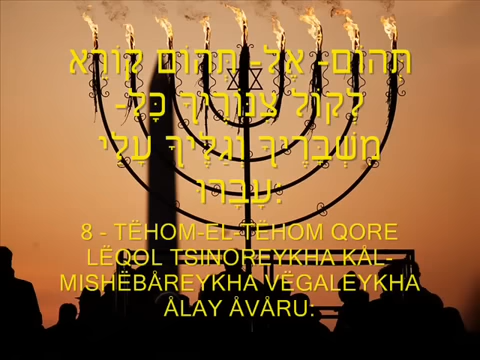 תְּהוֹם- אֶל- תְּהוֹם קוֹרֵא
לְקוֹל צִנּוֹרֶיךָ כָּל-
מִשְׁבָּרֶיךָ וְגַלֶּיךָ עָלַי
עָבָרוּ:
8 - TËHOM-EL-TËHOM QORE
LËQOL TSINOREYKHA KÅL-
MISHËBÅREYKHA VËGALEYKHA
ÅLAY ÅVÅRU: